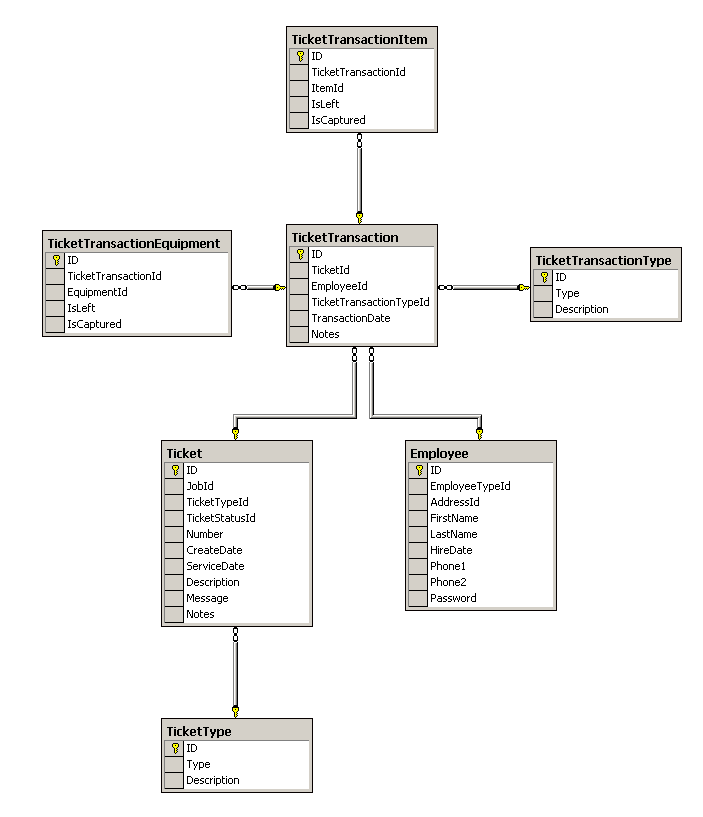 TicketTransactionItem
ID
TicketTransactionId
ItemId
IsLeft
IsCaptured
TicketTransactionEquipment
ID
TicketTransactionId
EquipmentId
IsLeft
IsCaptured
TicketTransaction
ID
TicketId
EmployeeId
TicketTransactionTypeId
TransactionDate
Notes
TicketTransactionType
ID
Type
Description
Ticket
ID
JobId
TicketTypeId
TicketStatusId
Number
CreateDate
ServiceDate
Description
Message
Notes
Employee
ID
EmployeeTypeId
AddressId
FirstName
LastName
HireDate
Phone1
Phone2
Password
TicketType
ID
Type
Description